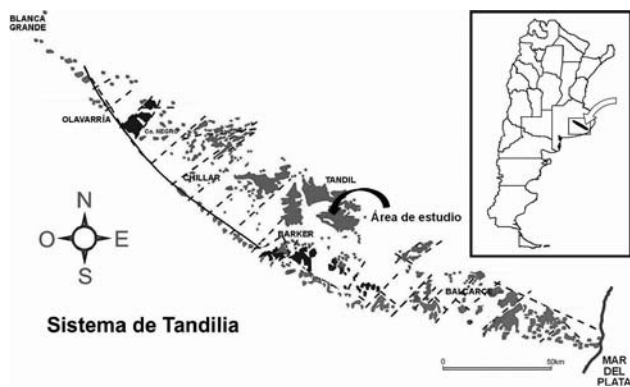 BLANCA
GRANDE
OLAVARRÍA
Co. NEGRO
CHILLAR
TANDIL
Área de estudio
BARKER
N
O
E
S
BALCARCE
Sistema de Tandilia
0
50km
MAR
DEL
PLATA